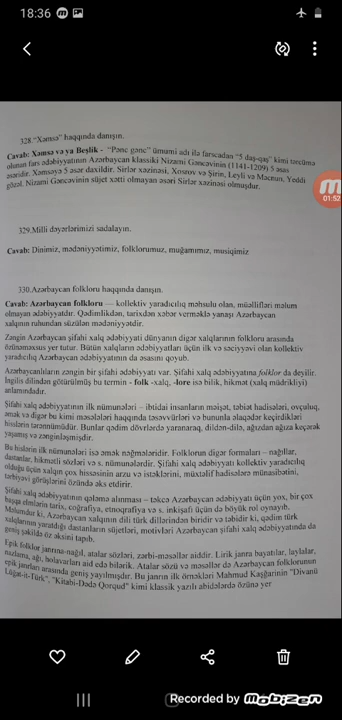 18:36
328."Xəmsə" haqqında danışın.
Cavab: Xəmsə və ya Beşlik - "Pənc gənc" ümumi adı ilə farscadan "5 daş-qaş" kimi tərcümə
olunan fars ədəbiyyatının Azərbaycan klassiki Nizami Gəncəvinin (1141-1209) 5 əsas
əsəridir. Xəmsəyə 5 əsər daxildir. Sirlər xəzinəsi, Xosrov və Şirin, Leyli və Məcnun, Yeddi
gözəl. Nizami Gəncəvinin süjet xətti olmayan əsəri Sirlər xəzinəsi olmuşdur.
01:52
329.Milli dəyərlərimizi sadalayın.
Cavab: Dinimiz, mədəniyyətimiz, folklorumuz, muğamımız, musiqimiz
330.Azərbaycan folkloru haqqında danışın.
Cavab: Azərbaycan folkloru — kollektiv yaradıcılıq məhsulu olan, müəllifləri məlum
olmayan ədəbiyyatdır. Qədimlikdən, tarixdən xəbər verməklə yanaşı Azərbaycan
xalqının ruhundan süzülən mədəniyyətdir.
Zəngin Azərbaycan şifahi xalq ədəbiyyatı dünyanın digər xalqlarının folkloru arasında
özünəməxsus yer tutur. Bütün xalqların ədəbiyyatları üçün ilk və səciyyəvi olan kollektiv
yaradıcılıq Azərbaycan ədəbiyyatının da əsasını qoyub.
Azərbaycanlıların zəngin bir şifahi ədəbiyyatı var. Şifahi xalq ədəbiyyatına folklor da deyilir.
İngilis dilindən götürülmüş bu termin - folk -xalq, -lore isə bilik, hikmət (xalq müdrikliyi)
anlamındadır.
Şifahi xalq ədəbiyyatının ilk nümunələri - ibtidai insanların məişət, təbiət hadisələri, ovçuluq,
əmək və digər bu kimi məsələlər haqqında təsəvvürləri və bununla əlaqədar keçirdikləri
hisslərin tərənnümüdür. Bunlar qədim dövrlərdə yaranaraq, dildən-dilə, ağızdan ağıza keçərək
yaşamış və zənginləşmişdir.
Bu hisslərin ilk nümunələri isə əmək nəğmələridir. Folklorun digər formaları - nağıllar,
dastanlar, hikmətli sözləri və s. nümunələrdir. Şifahi xalq ədəbiyyatı kollektiv yaradıcılıq
olduğu üçün xalqın çox hissəsinin arzu və istəklərini, müxtəlif hadisələrə münasibətini,
tərbiyəvi görüşlərini özündə əks etdirir.
Şifahi xalq ədəbiyyatının qələmə alınması - təkcə Azərbaycan ədəbiyyatı üçün yox, bir çox
başqa elmlərin tarix, coğrafiya, etnoqrafiya və s. inkişafı üçün də böyük rol oynayıb.
Məlumdur ki, Azərbaycan xalqının dili türk dillərindən biridir və təbiidir ki, qədim türk
xalqlarının yaratdığı dastanların süjetləri, motivləri Azərbaycan şifahi xalq ədəbiyyatında da
geniş şəkildə öz əksini tapıb.
Epik folklor janrına-nağıl, atalar sözləri, zərbi-məsəllər aiddir. Lirik janra bayatılar, laylalar,
nazlama, ağı, holavarları aid edə bilərik. Atalar sözü və məsəllər də Azərbaycan folklorunun
epik janrları arasında geniş yayılmışdır. Bu janrın ilk örnəkləri Mahmud Kaşğarinin "Divanü
Lüğat-it-Türk", "Kitabi-Dədə Qorqud" kimi klassik yazılı abidələrdə özünə yer
Recorded by mobizen